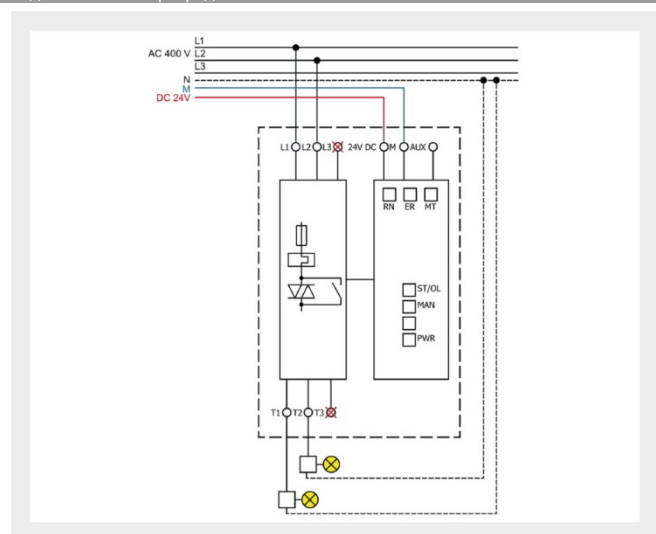 L1
AC 400 V L2
L3
N
M
DC 24V
L1 L2 L3 24V DC M AUX
RN ER MT
ST/OL
MAN
PWR
T1 T2 T3